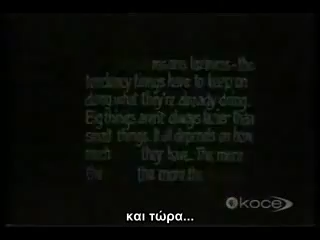 means laziness – the
tendency things have to keep on
doing what they're already doing.
Big things aren't always lazier than
small things. It all depends on how
much they have. The more
the the more the
koce
και τώρα...